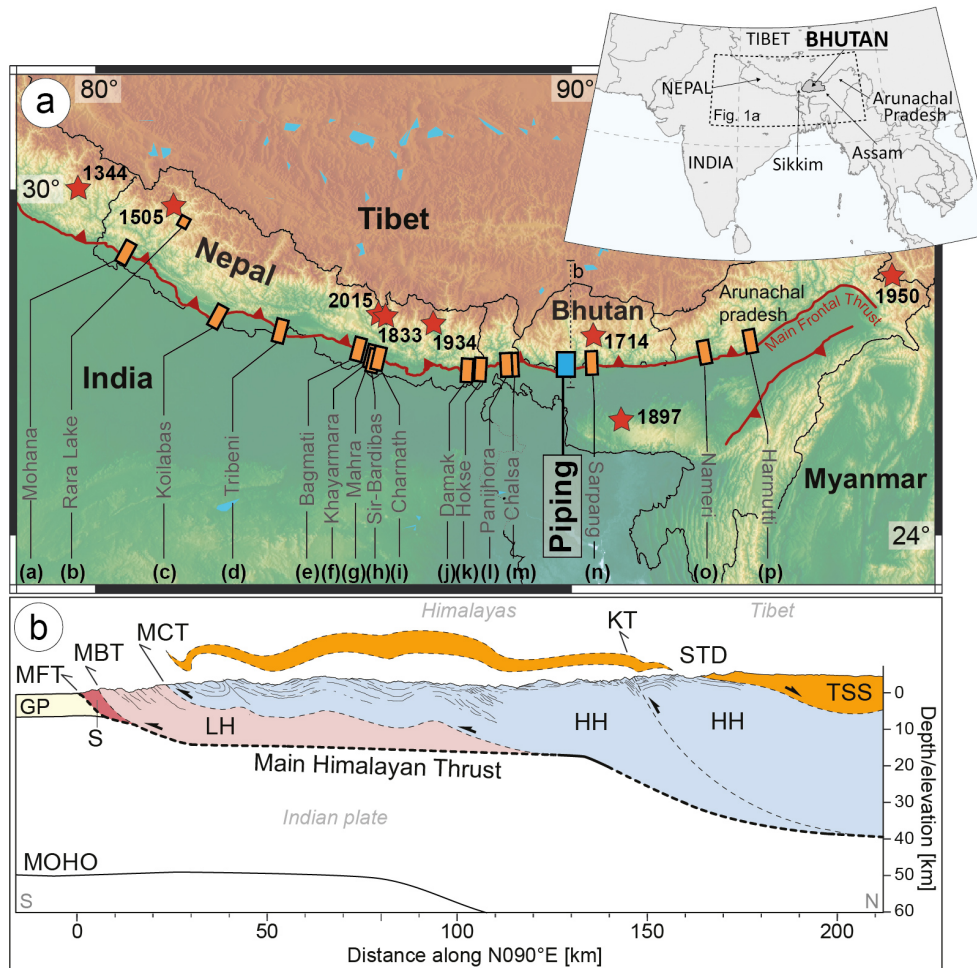 a
80°
90°
30°
24°
TIBET
BHUTAN
NEPAL
Fig. 1a
Arunachal
Pradesh
INDIA
Sikkim
Assam
1344
1505
Nepal
Tibet
2015
1833
1934
b
Bhutan
1714
Arunachal
pradesh
Main Frontal Thrust
1950
India
1897
Myanmar
Mohana
Rara Lake
Koilabas
Tribeni
Bagmati
Khayarmara
Mahra
Sir-Bardibas
Charnath
Damak
Hokse
Panijhora
Chalsa
Piping
Sarpang
Nameri
Harmutti
(a)
(b)
(c)
(d)
(e)
(f)
(g)
(h)
(i)
(j)
(k)
(l)
(m)
(n)
(o)
(p)
b
Himalayas
Tibet
MFT
MBT
MCT
KT
STD
GP
S
LH
HH
HH
TSS
Main Himalayan Thrust
Indian plate
MOHO
S
N
0
10
20
30
40
50
60
Depth/elevation [km]
0
50
100
150
200
Distance along N090°E [km]